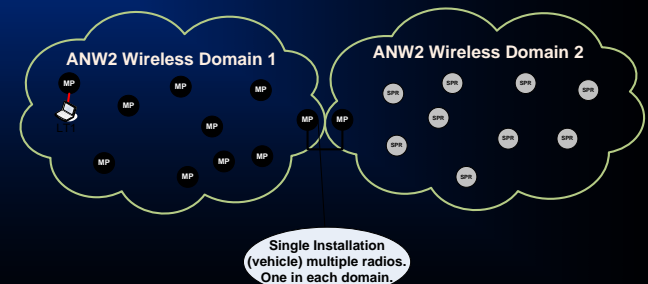 ANW2 Wireless Domain 1
ANW2 Wireless Domain 2
MP
MP
MP
MP
LT1
MP
MP
MP
MP
MP
MP
MP
MP
SPR
SPR
SPR
SPR
SPR
SPR
SPR
SPR
SPR
Single Installation
(vehicle) multiple radios.
One in each domain.